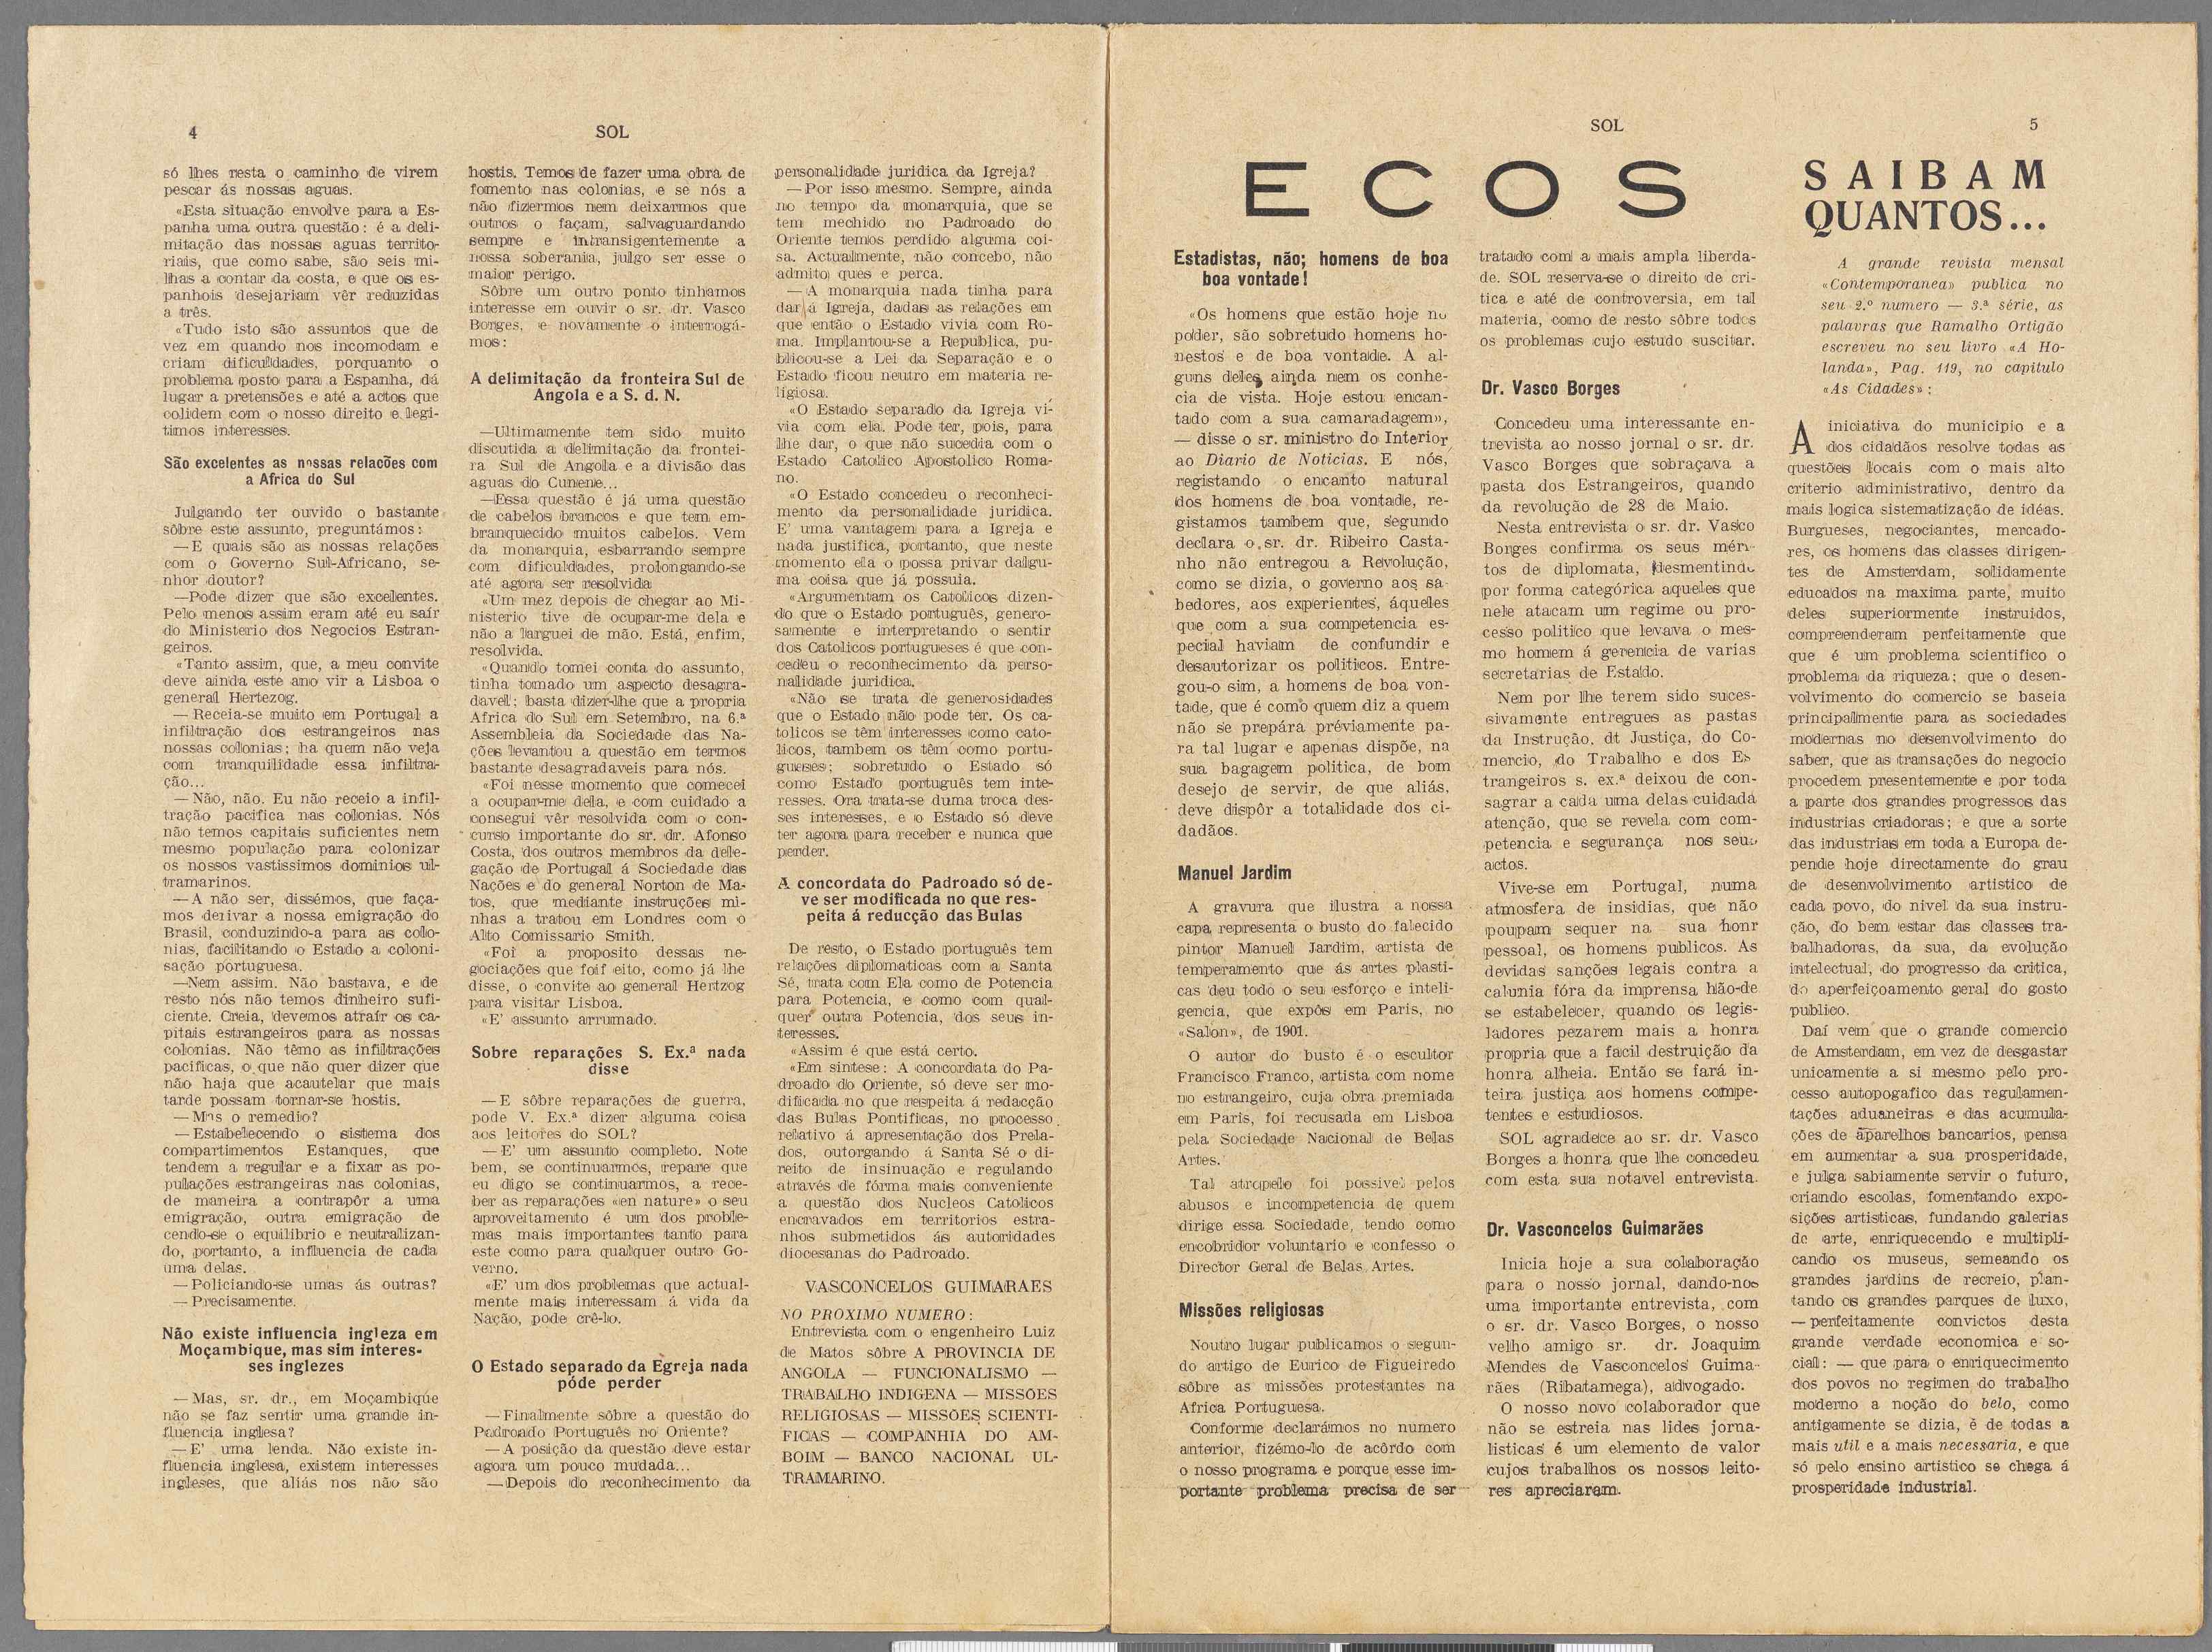 4
SOL
só lhes resta o caminho de virem
pescar ás nossas aguas.
«Esta situação envolve para a Es-
panha uma outra questão: é a deli-
mitação das nossas aguas territo-
riais, que como sabe, são seis mi-
lhas a contar da costa, e que os es-
panhois desejariam vêr reduzidas
a três.
«Tudo isto são assuntos que de
vez em quando nos incomodam e
criam dificuldades, porquanto o
problema posto para a Espanha, dá
lugar a pretensões e até a actos que
colidem com o nosso direito e legi-
timos interesses.
São excelentes as nossas relacões com
a Africa do Sul
Julgando ter ouvido o bastante
sôbre este assunto, preguntámos:
—E quais são as nossas relações
com o Governo Sul-Africano, se-
nhor doutor?
—Pode dizer que são excellentes.
Pelo menos assim eram até eu saír
do Ministerio dos Negocios Estran-
geiros.
«Tanto assim, que, a meu convite
deve ainda este ano vir a Lisboa o
general Hertezog.
—Receia-se muito em Portugal a
infiltração dos estrangeiros nas
nossas colonias; ha quem não veja
com tranquilidade essa infiltra-
ção...
—Não, não. Eu não receio a infil-
tração pacifica nas colonias. Nós
não temos capitais suficientes nem
mesmo população para colonizar
os nossos vastissimos dominios ul-
tramarinos.
—A não ser, dissémos, que faça-
mos derivar a nossa emigração do
Brasil, conduzindo-a para as colo-
nias, facilitando o Estado a coloni-
sação portuguesa.
—Nem assim. Não bastava, e de
resto nós não temos dinheiro sufi-
ciente. Creia, devemos atraír os ca-
pitais estrangeiros para as nossas
colonias. Não têmo as infiltrações
pacificas, o que não quer dizer que
não haja que acautelar que mais
tarde possam tornar-se hostis.
—Mas o remedio?
—Estabelecendo o sistema dos
compartimentos Estanques, que
tendem a regular e a fixar as po-
pulações estrangeiras nas colonias,
de maneira a contrapôr a uma
emigração, outra emigração de
cendo-se o equilibrio e neutralizan-
do, portanto, a influencia de cada
uma delas.
—Policiando-se umas ás outras?
—Precisamente.
Não existe influencia ingleza em
Moçambique, mas sim interes-
ses inglezes
—Mas, sr. dr., em Moçambique
não se faz sentir uma grande in-
fluencia inglesa?
—E' uma lenda. Não existe in-
fluencia inglesa, existem interesses
ingleses, que aliás nos não são
hostis. Temos de fazer uma obra de
fomento nas colonias, e se nós a
não fizermos nem deixarmos que
outros o façam, salvaguardando
sempre e intransigentemente a
nossa soberania, julgo ser esse o
maior perigo.
Sôbre um outro ponto tinhamos
interesse em ouvir o sr. dr. Vasco
Borges, e novamente o interrogá-
mos:
A delimitação da fronteira Sul de
Angola e a S. d. N.
—Ultimamente tem sido muito
discutida a delimitação da frontei-
ra Sul de Angola e a divisão das
aguas do Cunene...
—Essa questão é já uma questão
de cabelos brancos e que tem em-
branquecido muitos cabelos. Vem
da monarquia, esbarrando sempre
com dificuldades, prolongando-se
até agora ser resolvida
«Um mez depois de chegar ao Mi-
nisterio tive de ocupar-me dela e
não a larguei de mão. Está, enfim,
resolvida.
«Quando tomei conta do assunto,
tinha tomado um aspecto desagra-
davel; basta dizer-lhe que a propria
Africa do Sul em Setembro, na 6.ª
Assembleia da Sociedade das Na-
ções levantou a questão em termos
bastante desagradaveis para nós.
«Foi nesse momento que comecei
a ocupar-me della, e com cuidado a
consegui vêr resolvida com o con-
curso importante do sr. dr. Afonso
Costa, dos outros membros da dele-
gação de Portugal á Sociedade das
Nações e do general Norton de Ma-
tos, que mediante instruções mi-
nhas a tratou em Londres com o
Alto Comissario Smith.
«Foi a proposito dessas ne-
gociações que foif eito, como já lhe
disse, o convite ao general Hertzog
para visitar Lisboa.
«E' assunto arrumado.
Sobre reparações S. Ex.ª nada
disse
—E sôbre reparações de guerra,
pode V. Ex.ª dizer alguma coisa
aos leitores do SOL?
—E' um assunto completo. Note
bem, se continuarmos, repare que
eu digo se continuarmos, a rece-
ber as reparações «en nature» o seu
aproveitamento é um dos proble-
mas mais importantes tanto para
este como para qualquer outro Go-
verno.
«E' um dos problemas que actual-
mente mais interessam á vida da
Nação, pode crê-lo.
O Estado separado da Egreja nada
póde perder
—Finalmente sôbre a questão do
Padroado Português no Oriente?
—A posição da questão deve estar
agora um pouco mudada...
—Depois do reconhecimento da
personalidade juridica da Igreja?
—Por isso mesmo. Sempre, ainda
no tempo da monarquia, que se
tem mechido no Padroado do
Oriente temos perdido alguma coi-
sa. Actualmente, não concebo, não
admito ques e perca.
—A monarquia nada tinha para
dar á Igreja, dadas as relações em
que então o Estado vivia com Ro-
ma. Implantou-se a Republica, pu-
blicou-se a Lei da Separação e o
Estado ficou neutro em materia re-
ligiosa.
«O Estado separado da Igreja vi-
via com ela. Pode ter, pois, para
lhe dar, o que não sucedia com o
Estado Catolico Apostolico Roma-
no.
«O Estado concedeu o reconheci-
mento da personalidade juridica.
E' uma vantagem para a Igreja e
nada justifica, portanto, que neste
momento ela o possa privar dalgu-
ma coisa que já possuia.
«Argumentam os Catolicos dizen-
do que o Estado português, genero-
samente e interpretando o sentir
dos Catolicos portugueses é que con-
cedeu o reconhecimento da perso-
nalidade juridica.
«Não se trata de generosidades
que o Estado não pode ter. Os ca-
tolicos se têm interesses como cato-
licos, tambem os têm como portu-
gueses; sobretudo o Estado só
como Estado português tem inte-
resses. Ora trata-se duma troca des-
ses interesses, e o Estado só deve
ter agora para receber e nunca que
perder.
A concordata do Padroado só de-
ve ser modificada no que res-
peita á reducção das Bulas
De resto, o Estado português tem
relações diplomaticas com a Santa
Sé, trata com Ela como de Potencia
para Potencia, e como com qual-
quer outra Potencia, dos seus in-
teresses.
«Assim é que está certo.
«Em sintese: A concordata do Pa-
droado do Oriente, só deve ser mo-
dificada no que respeita á redacção
das Bulas Pontificas, no processo
relativo á apresentação dos Prela-
dos, outorgando á Santa Sé o di-
reito de insinuação e regulando
através de fórma mais conveniente
a questão dos Nucleos Catolicos
encravados em territorios estra-
nhos submetidos ás autoridades
diocesanas do Padroado.
VASCONCELOS GUIMARAES
NO PROXIMO NUMERO:
Entrevista com o engenheiro Luiz
de Matos sôbre A PROVINCIA DE
ANGOLA — FUNCIONALISMO —
TRABALHO INDIGENA — MISSÕES
RELIGIOSAS — MISSÕES SCIENTI-
FICAS — COMPANHIA DO AM-
BOIM — BANCO NACIONAL UL-
TRAMARINO.
SOL
5
ECOS
Estadistas, não; homens de boa
boa vontade!
«Os homens que estão hoje no
poder, são sobretudo homens ho-
nestos e de boa vontade. A al-
guns deles ainda nem os conhe-
cia de vista. Hoje estou encan-
tado com a sua camaradagem»,
— disse o sr. ministro do Interior
ao Diario de Noticias. E nós,
registando o encanto natural
dos homens de boa vontade, re-
gistamos tambem que, segundo
declara o sr. dr. Ribeiro Casta-
nho não entregou a Revolução,
como se dizia, o governo aos sa-
bedores, aos experientes, áqueles
que com a sua competencia es-
pecial haviam de confundir e
desautorizar os politicos. Entre-
gou-o sim, a homens de boa von-
tade, que é como quem diz a quem
não se prepára préviamente pa-
ra tal lugar e apenas dispõe, na
sua bagagem politica, de bom
desejo de servir, de que aliás,
deve dispôr a totalidade dos ci-
dadãos.
Manuel Jardim
A gravura que ilustra a nossa
capa representa o busto do falecido
pintor Manuel Jardim, artista de
temperamento que ás artes plasti-
cas deu todo o seu esforço e inteli-
gencia, que expôs em Paris, no
«Salon», de 1901.
O autor do busto é o escultor
Francisco Franco, artista com nome
no estrangeiro, cuja obra premiada
em Paris, foi recusada em Lisboa
pela Sociedade Nacional de Belas
Artes.
Tal atropelo foi possivel pelos
abusos e incompetencia de quem
dirige essa Sociedade, tendo como
encobridor voluntario e confesso o
Director Geral de Belas Artes.
Missões religiosas
Noutro lugar publicamos o segun-
do artigo de Eurico de Figueiredo
sôbre as missões protestantes na
Africa Portuguesa.
Conforme declarámos no numero
anterior, fizémo-lo de acôrdo com
o nosso programa e porque esse im-
portante problema precisa de ser
tratado com a mais ampla liberda-
de. SOL reserva-se o direito de cri-
tica e até de controversia, em tal
materia, como de resto sôbre todos
os problemas cujo estudo suscitar.
Dr. Vasco Borges
Concedeu uma interessante en-
trevista ao nosso jornal o sr. dr.
Vasco Borges que sobraçava a
pasta dos Estrangeiros, quando
da revolução de 28 de Maio.
Nesta entrevista o sr. dr. Vasco
Borges confirma os seus méri-
tos de diplomata, desmentindo
por forma categórica aqueles que
nele atacam um regime ou pro-
cesso politico que levava o mes-
mo homem á gerencia de varias
secretarias de Estado.
Nem por lhe terem sido suces-
sivamente entregues as pastas
da Instrução, dt Justiça, do Co-
mercio, do Trabalho e dos Es
trangeiros s. ex.ª deixou de con-
sagrar a cada uma delas cuidada
atenção, que se revela com com-
petencia e segurança nos seus
actos.
Vive-se em Portugal, numa
atmosfera de insidias, que não
poupam sequer na sua honr
pessoal, os homens publicos. As
devidas sanções legais contra a
calunia fóra da imprensa hão-de
se estabelecer, quando os legis-
ladores pezarem mais a honra
propria que a facil destruição da
honra alheia. Então se fará in-
teira justiça aos homens compe-
tentes e estudiosos.
SOL agradece ao sr. dr. Vasco
Borges a honra que lhe concedeu
com esta sua notavel entrevista.
Dr. Vasconcelos Guimarães
Inicia hoje a sua colaboração
para o nosso jornal, dando-nos
uma importante entrevista, com
o sr. dr. Vasco Borges, o nosso
velho amigo sr. dr. Joaquim
Mendes de Vasconcelos Guima-
rães (Ribatamega), advogado.
O nosso novo colaborador que
não se estreia nas lides jorna-
listicas é um elemento de valor
cujos trabalhos os nossos leito-
res apreciaram.
SAIBAM
QUANTOS...
A grande revista mensal
«Contemporanea» publica no
seu 2.º numero — 3.ª série, as
palavras que Ramalho Ortigão
escreveu no seu livro «A Ho-
landa», Pag. 119, no capitulo
«As Cidades»:
A iniciativa do municipio e a
dos cidadãos resolve todas as
questões locais com o mais alto
criterio administrativo, dentro da
mais logica sistematização de idéas.
Burgueses, negociantes, mercado-
res, os homens das classes dirigen-
tes de Amsterdam, solidamente
educados na maxima parte, muito
deles superiormente instruidos,
compreenderam perfeitamente que
que é um problema scientifico o
problema da riqueza; que o desen-
volvimento do comercio se baseia
principalmente para as sociedades
modernas no desenvolvimento do
saber, que as transações do negocio
procedem presentemente e por toda
a parte dos grandes progressos das
industrias criadoras; e que a sorte
das industrias em toda a Europa de-
pende hoje directamente do grau
de desenvolvimento artistico de
cada povo, do nivel da sua instru-
ção, do bem estar das classes tra-
balhadoras, da sua, da evolução
intelectual, do progresso da critica,
do aperfeiçoamento geral do gosto
publico.
Daí vem que o grande comercio
de Amsterdam, em vez de desgastar
unicamente a si mesmo pelo pro-
cesso autopogafico das regulamen-
tações aduaneiras e das acumula-
ções de aparelhos bancarios, pensa
em aumentar a sua prosperidade,
e julga sabiamente servir o futuro,
criando escolas, fomentando expo-
sições artisticas, fundando galerias
de arte, enriquecendo e multipli-
cando os museus, semeando os
grandes jardins de recreio, plan-
tando os grandes parques de luxo,
— perfeitamente convictos desta
grande verdade economica e so-
cial: — que para o enriquecimento
dos povos no regimen do trabalho
moderno a noção do belo, como
antigamente se dizia, é de todas a
mais util e a mais necessaria, e que
só pelo ensino artistico se chega á
prosperidade industrial.